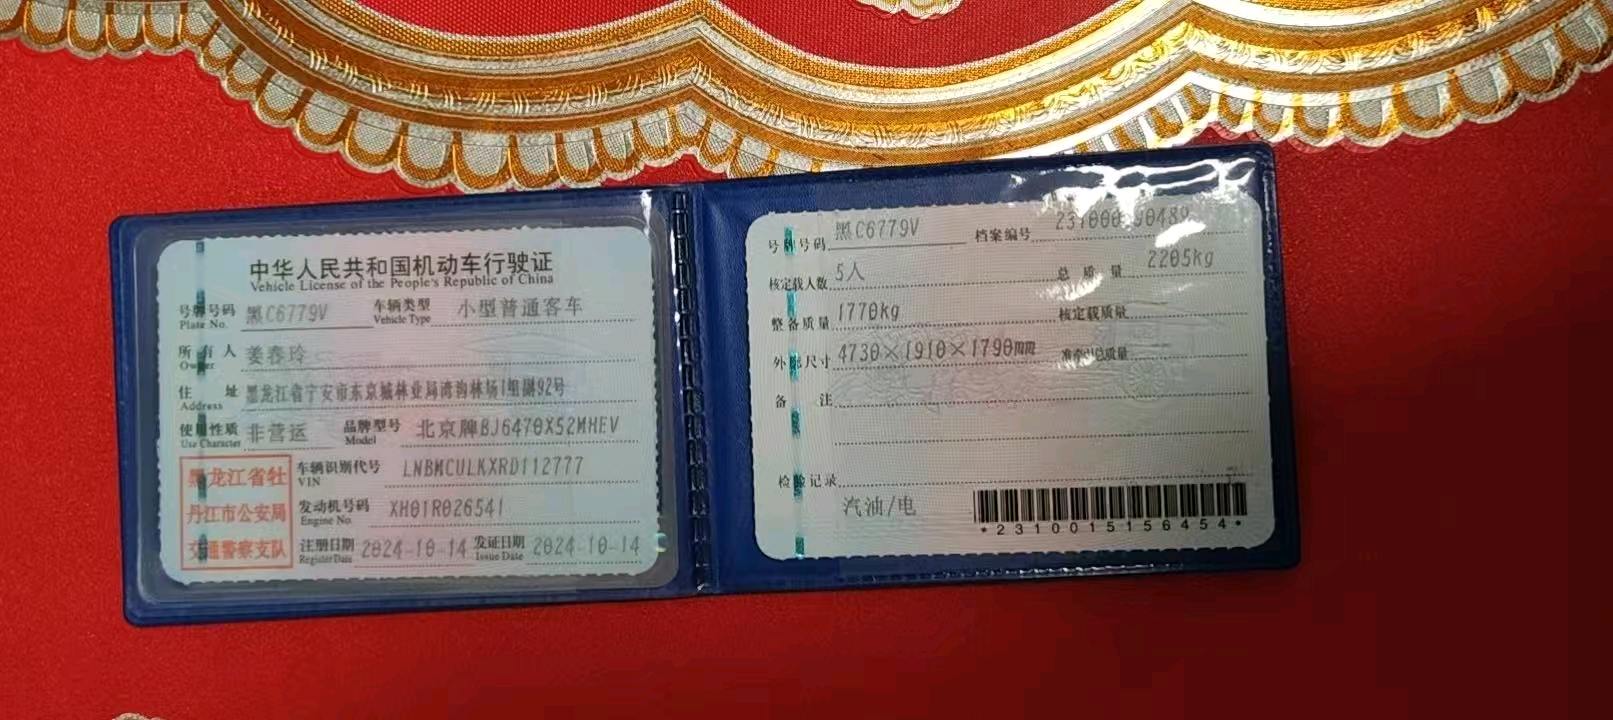 中华人民共和国机动车行驶证
Vehicle License of the People's Republic of China
号牌号码 黑C6779V 车辆类型 小型普通客车
Plate No. Vehicle Type
所有人 姜春玲
Owner
住址 黑龙江省宁安市东京城林业局湾沟林场1组副92号
Address
使用性质 非营运 品牌型号 北京牌BJ6470X52MHEV
Use Character Model
黑龙江省牡
丹江市公安局
交通警察支队
车辆识别代号 LNBMCULKXRD112777
VIN
发动机号码 XH01R026541
Engine No.
注册日期 2024-10-14 发证日期 2024-10-14
Register Date Issue Date
号牌号码 黑C6779V 档案编号
核定载人数 5人 总质量 2205kg
整备质量 1770kg 核定载质量
外廓尺寸 4730×1910×1790mm 准牵引总质量
备注
检验记录
汽油/电
*2310015156454*